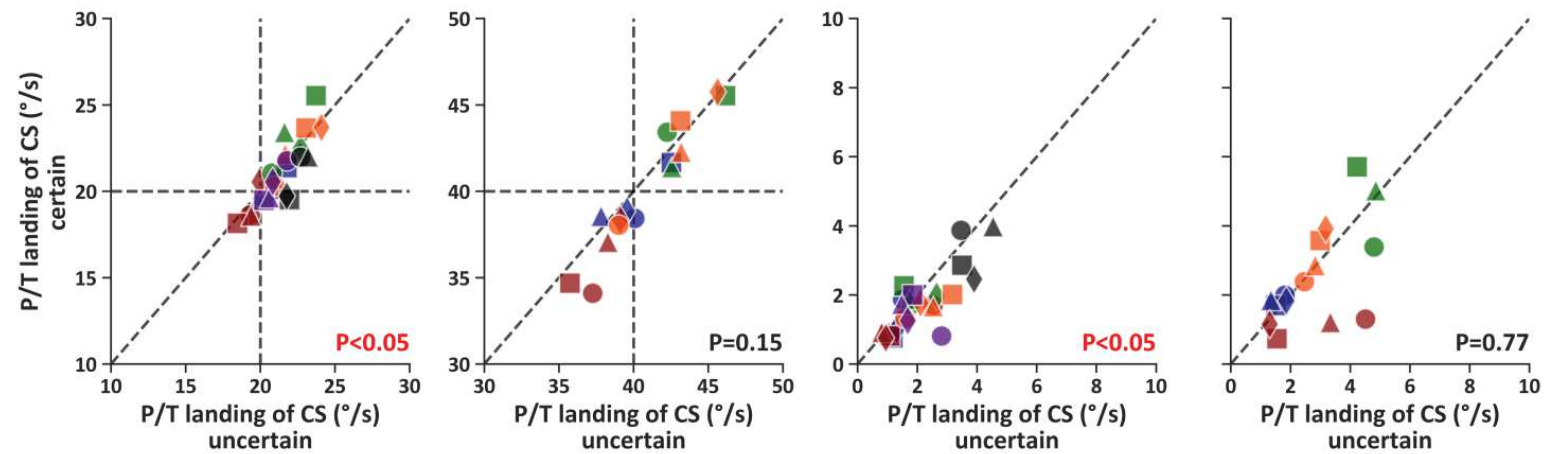 P/T landing of CS (°/s)
certain
30
25
20
15
10
10
15
20
25
30
P<0.05
P/T landing of CS (°/s)
uncertain
50
45
40
35
30
30
35
40
45
50
P=0.15
P/T landing of CS (°/s)
uncertain
10
8
6
4
2
0
0
2
4
6
8
10
P<0.05
P/T landing of CS (°/s)
uncertain
0
2
4
6
8
10
P=0.77
P/T landing of CS (°/s)
uncertain